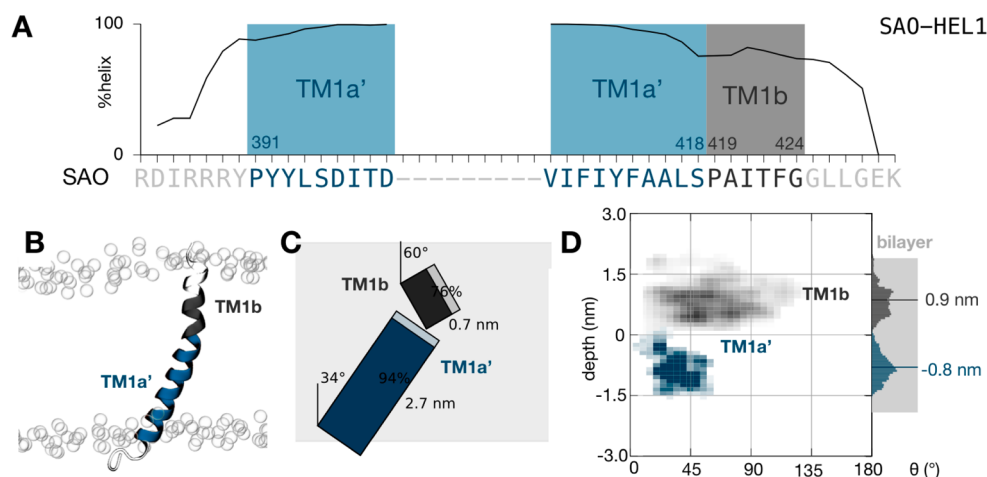 A
SAO–HEL1
100
%helix
0
TM1a’
TM1a’
TM1b
391
418
419
424
SAO
RDIRRRYPYYLSDITD—————————VIFIYFAALSPAITFGGLLGEK
B
TM1b
TM1a’
C
60°
TM1b
76%
0.7 nm
TM1a’
34°
94%
2.7 nm
D
3.0
1.5
0
-1.5
-3.0
depth (nm)
TM1b
TM1a’
bilayer
0.9 nm
-0.8 nm
0
45
90
135
180
θ (°)